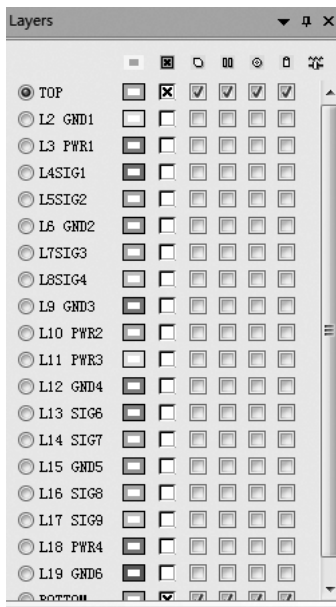 Layers
TOP
L2 GND1
L3 PWR1
L4SIG1
L5SIG2
L6 GND2
L7SIG3
L8SIG4
L9 GND3
L10 PWR2
L11 PWR3
L12 GND4
L13 SIG6
L14 SIG7
L15 GND5
L16 SIG8
L17 SIG9
L18 PWR4
L19 GND6
BOTTOM